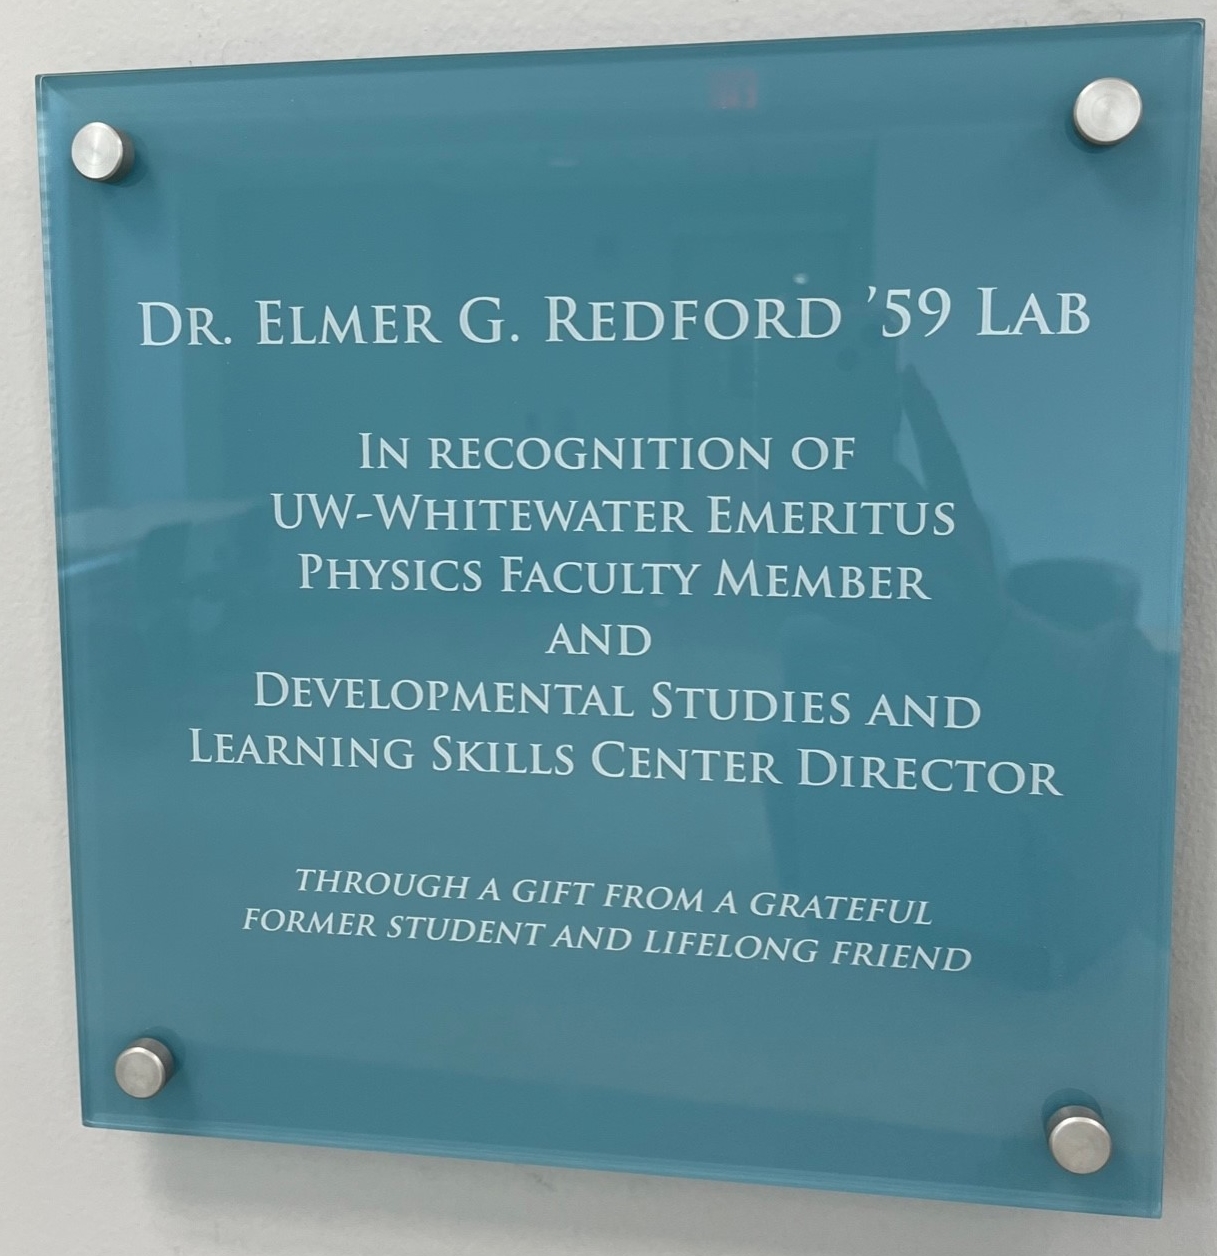 Dr. Elmer G. Redford ’59 Lab
In recognition of
UW-Whitewater Emeritus
Physics Faculty Member
and
Developmental Studies and
Learning Skills Center Director
through a gift from a grateful
former student and lifelong friend